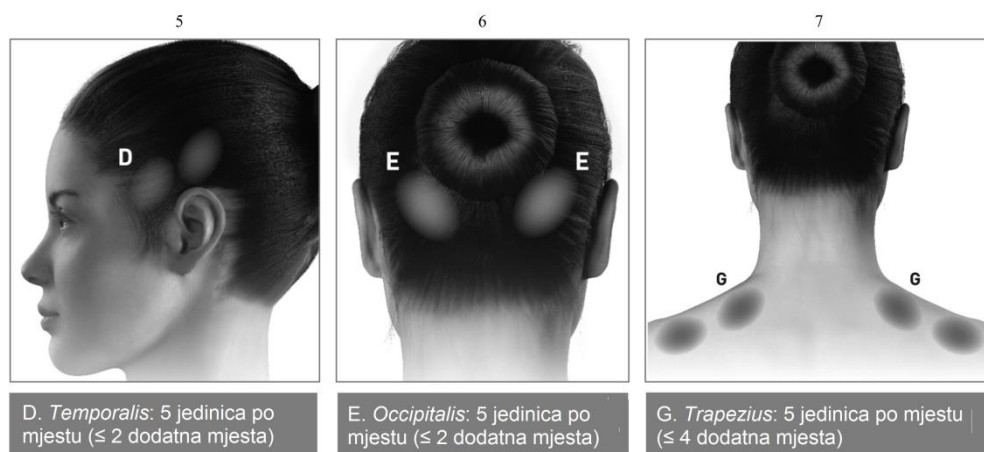 5
6
7
D
E
E
G
G
D. Temporalis: 5 jedinica po
mjestu (≤ 2 dodatna mjesta)
E. Occipitalis: 5 jedinica po
mjestu (≤ 2 dodatna mjesta)
G. Trapezius: 5 jedinica po mjestu
(≤ 4 dodatna mjesta)